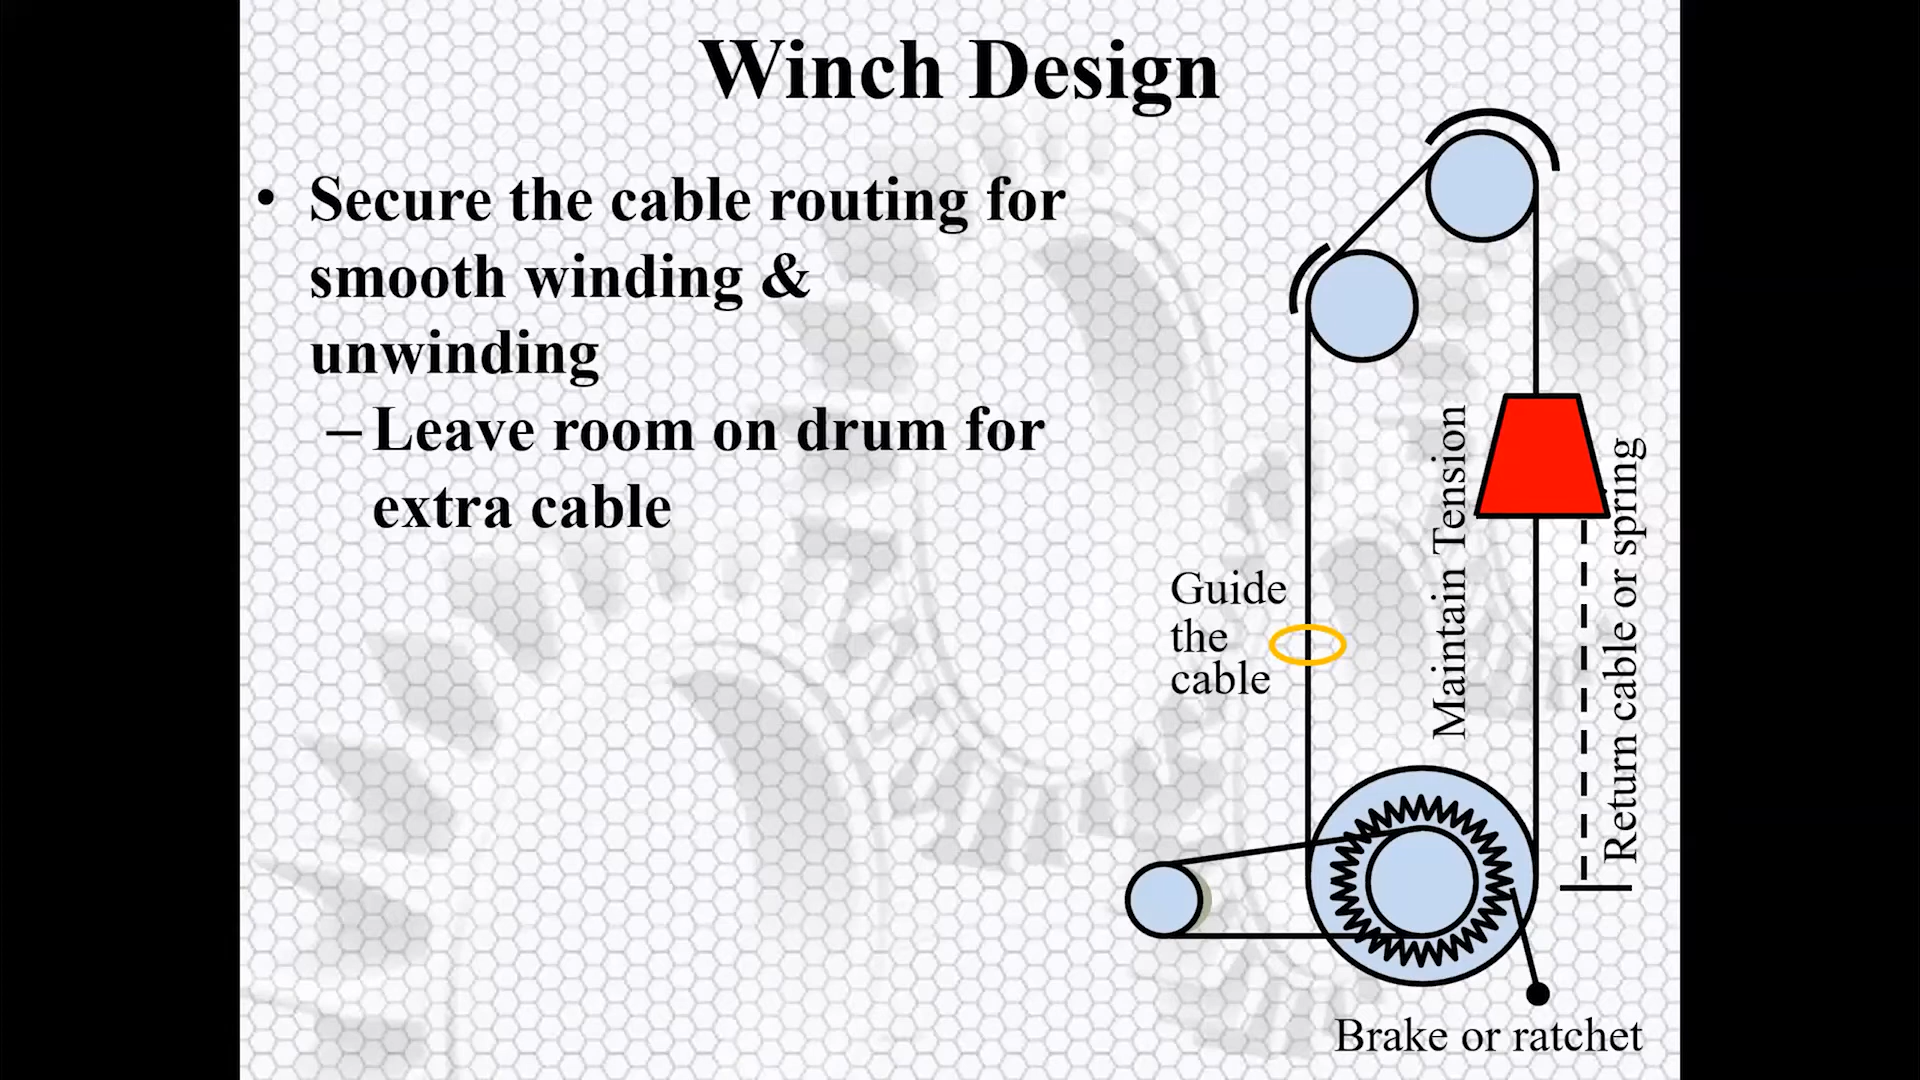 Winch Design
• Secure the cable routing for
smooth winding &
unwinding
– Leave room on drum for
extra cable
Guide
the
cable
Maintain Tension
Return cable or spring
Brake or ratchet